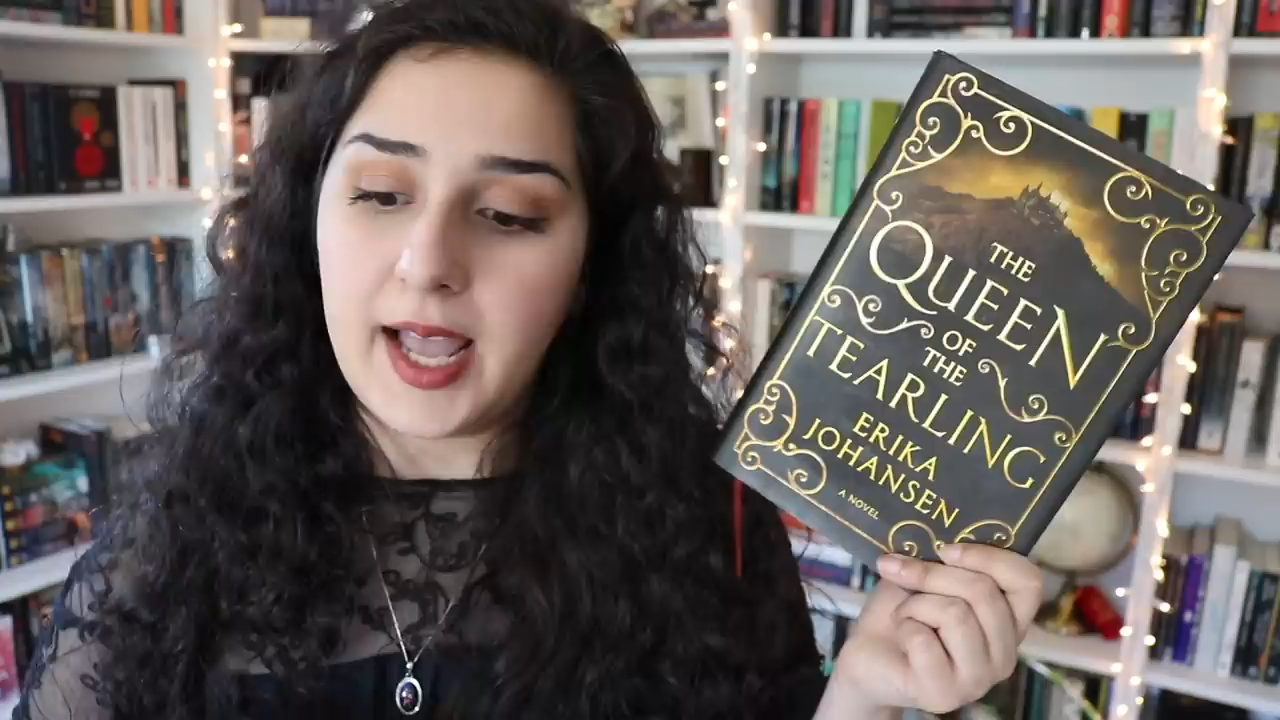 THE
QUEEN
OF
THE
TEARLING
ERIKA
JOHANSEN
A NOVEL